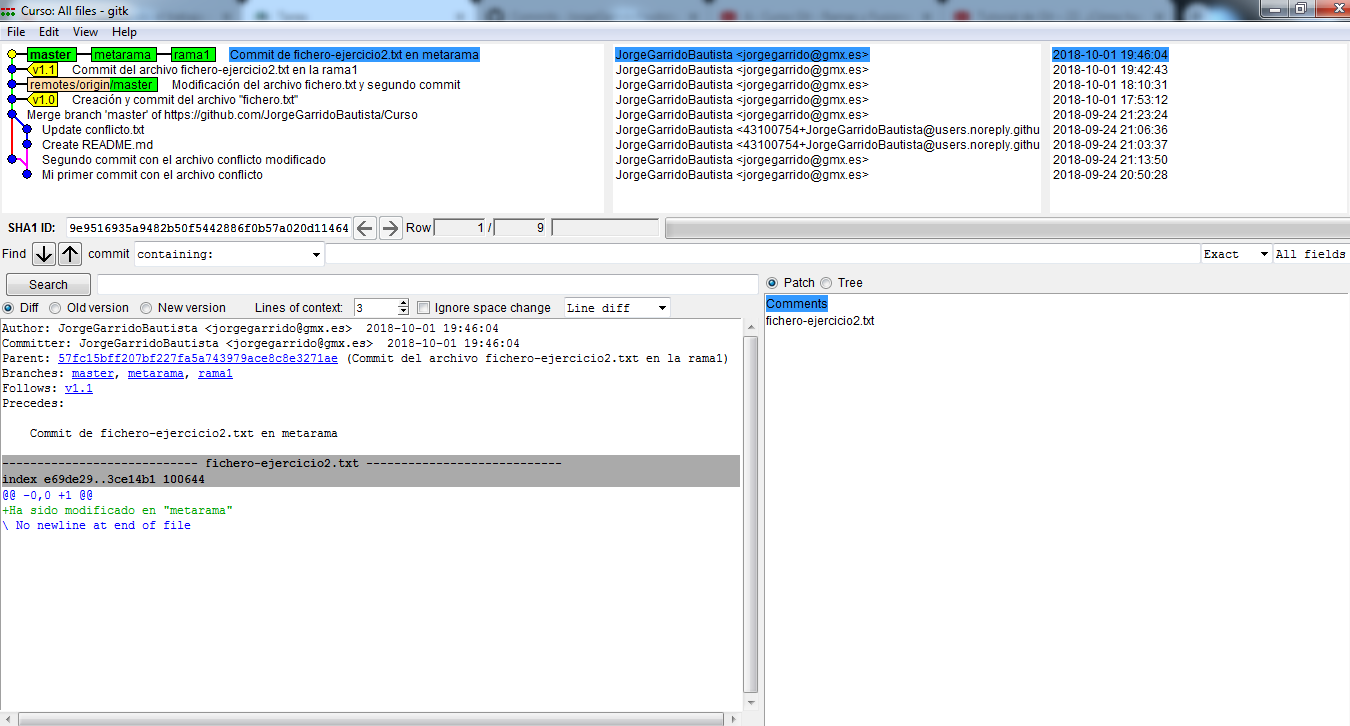 Curso: All files - gitk
File Edit View Help
master metarama rama1 Commit de fichero-ejercicio2.txt en metarama JorgeGarridoBautista <jorgegarrido@gmx.es> 2018-10-01 19:46:04
v1.1 Commit del archivo fichero-ejercicio2.txt en la rama1 JorgeGarridoBautista <jorgegarrido@gmx.es> 2018-10-01 19:42:43
remotes/origin/master Modificación del archivo fichero.txt y segundo commit JorgeGarridoBautista <jorgegarrido@gmx.es> 2018-10-01 18:10:31
v1.0 Creación y commit del archivo "fichero.txt" JorgeGarridoBautista <jorgegarrido@gmx.es> 2018-10-01 17:53:12
Merge branch 'master' of https://github.com/JorgeGarridoBautista/Curso JorgeGarridoBautista <jorgegarrido@gmx.es> 2018-09-24 21:23:24
Update conflicto.txt JorgeGarridoBautista <43100754+JorgeGarridoBautista@users.noreply.githu 2018-09-24 21:06:36
Create README.md JorgeGarridoBautista <43100754+JorgeGarridoBautista@users.noreply.githu 2018-09-24 21:03:37
Segundo commit con el archivo conflicto modificado JorgeGarridoBautista <jorgegarrido@gmx.es> 2018-09-24 21:13:50
Mi primer commit con el archivo conflicto JorgeGarridoBautista <jorgegarrido@gmx.es> 2018-09-24 20:50:28
SHA1 ID: 9e9516935a9482b50f5442886f0b57a020d11464 Row 1 / 9
Find commit containing: Exact All fields
Search
Patch Tree
Diff Old version New version Lines of context: 3 Ignore space change Line diff
Comments
fichero-ejercicio2.txt
Author: JorgeGarridoBautista <jorgegarrido@gmx.es> 2018-10-01 19:46:04
Committer: JorgeGarridoBautista <jorgegarrido@gmx.es> 2018-10-01 19:46:04
Parent: 57fc15bff207bf227fa5a743979ace8c8e3271ae (Commit del archivo fichero-ejercicio2.txt en la rama1)
Branches: master, metarama, rama1
Follows: v1.1
Precedes:
Commit de fichero-ejercicio2.txt en metarama
---------------------------- fichero-ejercicio2.txt ----------------------------
index e69de29..3ce14b1 100644
@@ -0,0 +1 @@
+Ha sido modificado en "metarama"
\ No newline at end of file